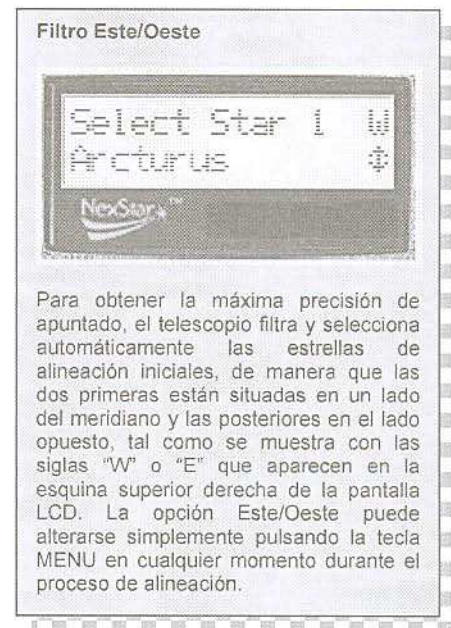 Filtro Este/Oeste
Select Star 1 W
Arcturus
NexStar™
Para obtener la máxima precisión de
apuntado, el telescopio filtra y selecciona
automáticamente las estrellas de
alineación iniciales, de manera que las
dos primeras están situadas en un lado
del meridiano y las posteriores en el lado
opuesto, tal como se muestra con las
siglas “W” o “E” que aparecen en la
esquina superior derecha de la pantalla
LCD. La opción Este/Oeste puede
alterarse simplemente pulsando la tecla
MENU en cualquier momento durante el
proceso de alineación.